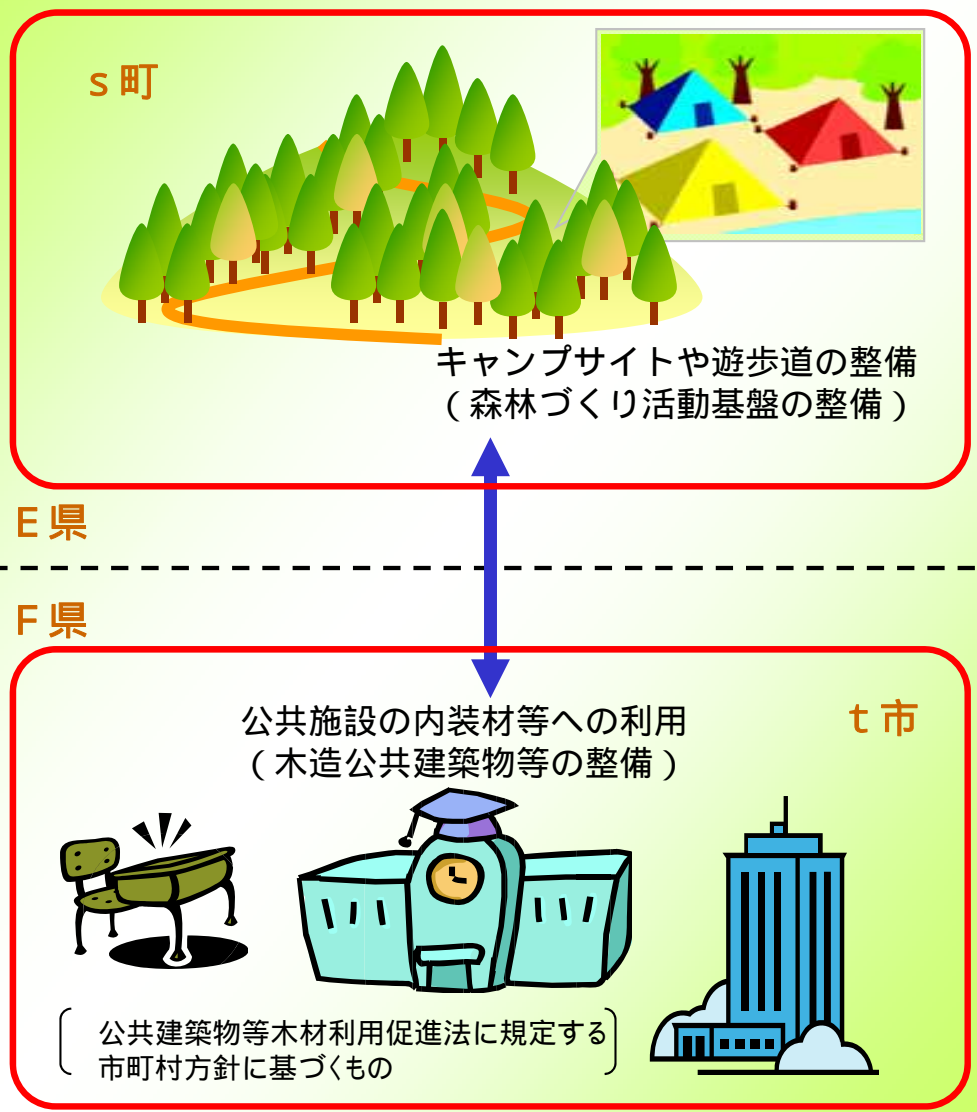 s町
キャンプサイトや遊歩道の整備
（森林づくり活動基盤の整備）
E県
F県
公共施設の内装材等への利用
（木造公共建築物等の整備）
t市
公共建築物等木材利用促進法に規定する
市町村方針に基づくもの